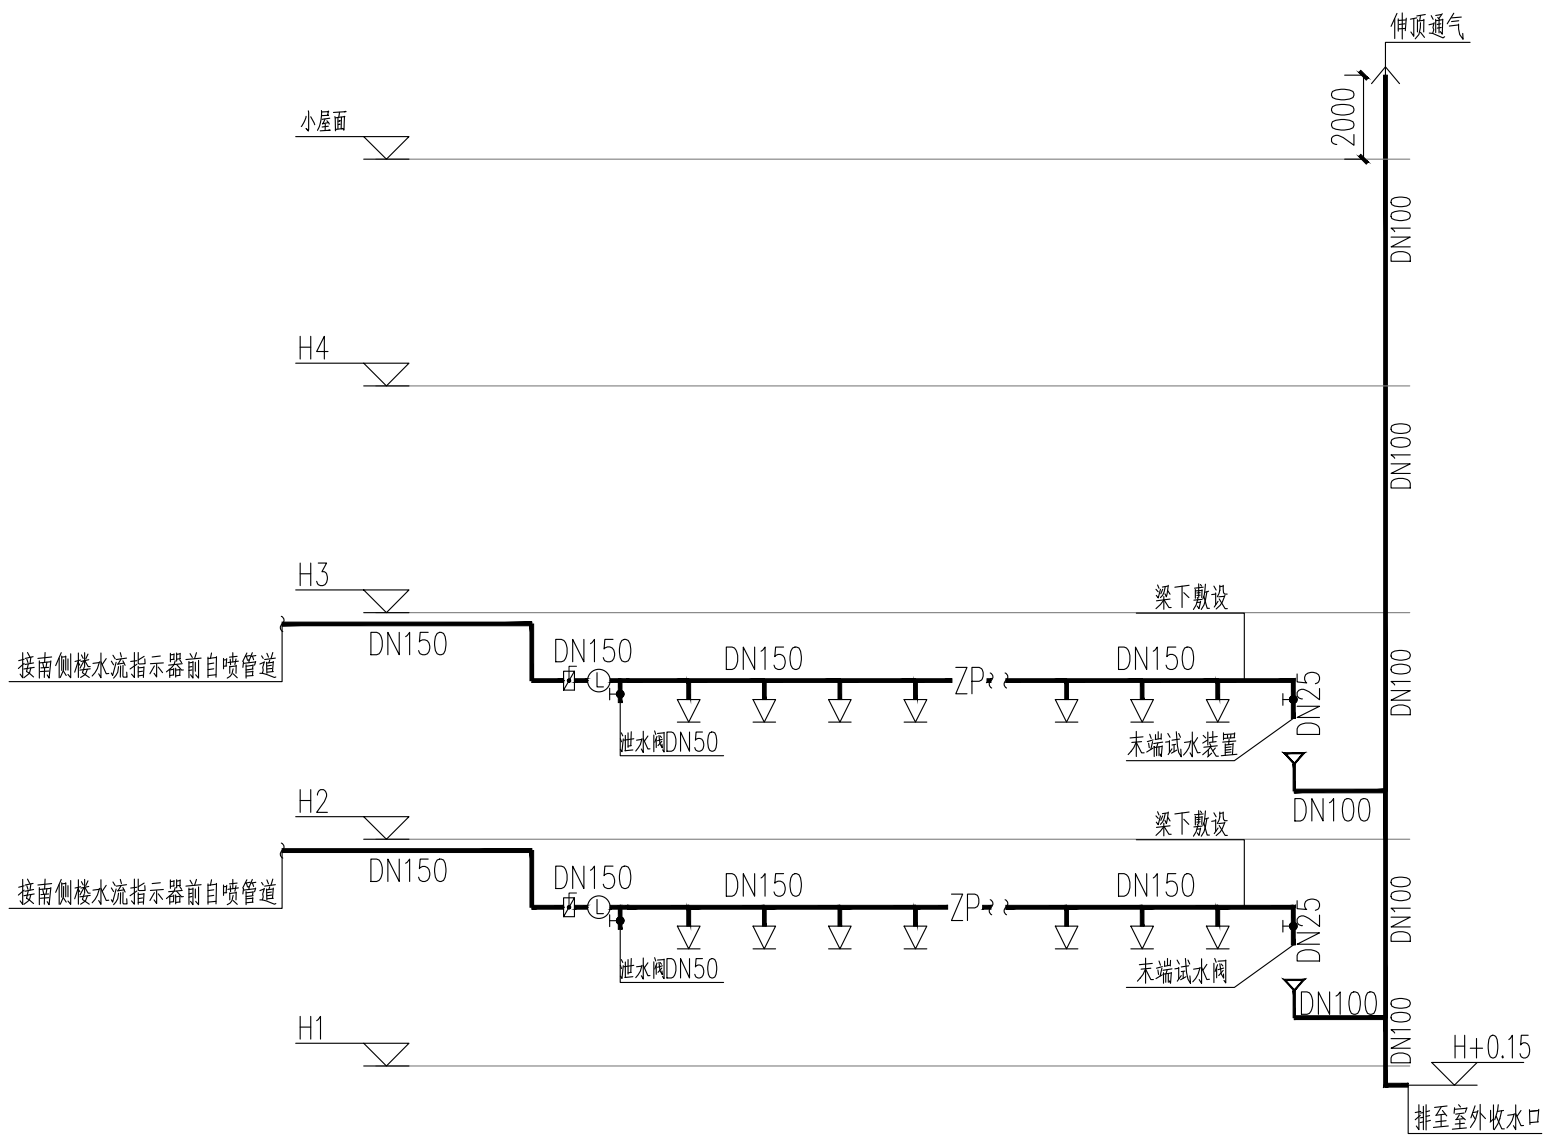 伸顶通气
2000
小屋面
DN100
H4
DN100
H3
梁下敷设
DN150
DN150
DN150
DN150
接南侧楼水流指示器前自喷管道
ZP
DN25
DN100
泄水阀DN50
末端试水装置
DN100
H2
梁下敷设
DN150
DN150
DN150
DN150
接南侧楼水流指示器前自喷管道
ZP
DN25
DN100
泄水阀DN50
末端试水阀
DN100
H1
DN100
H+0.15
排至室外收水口
L
L